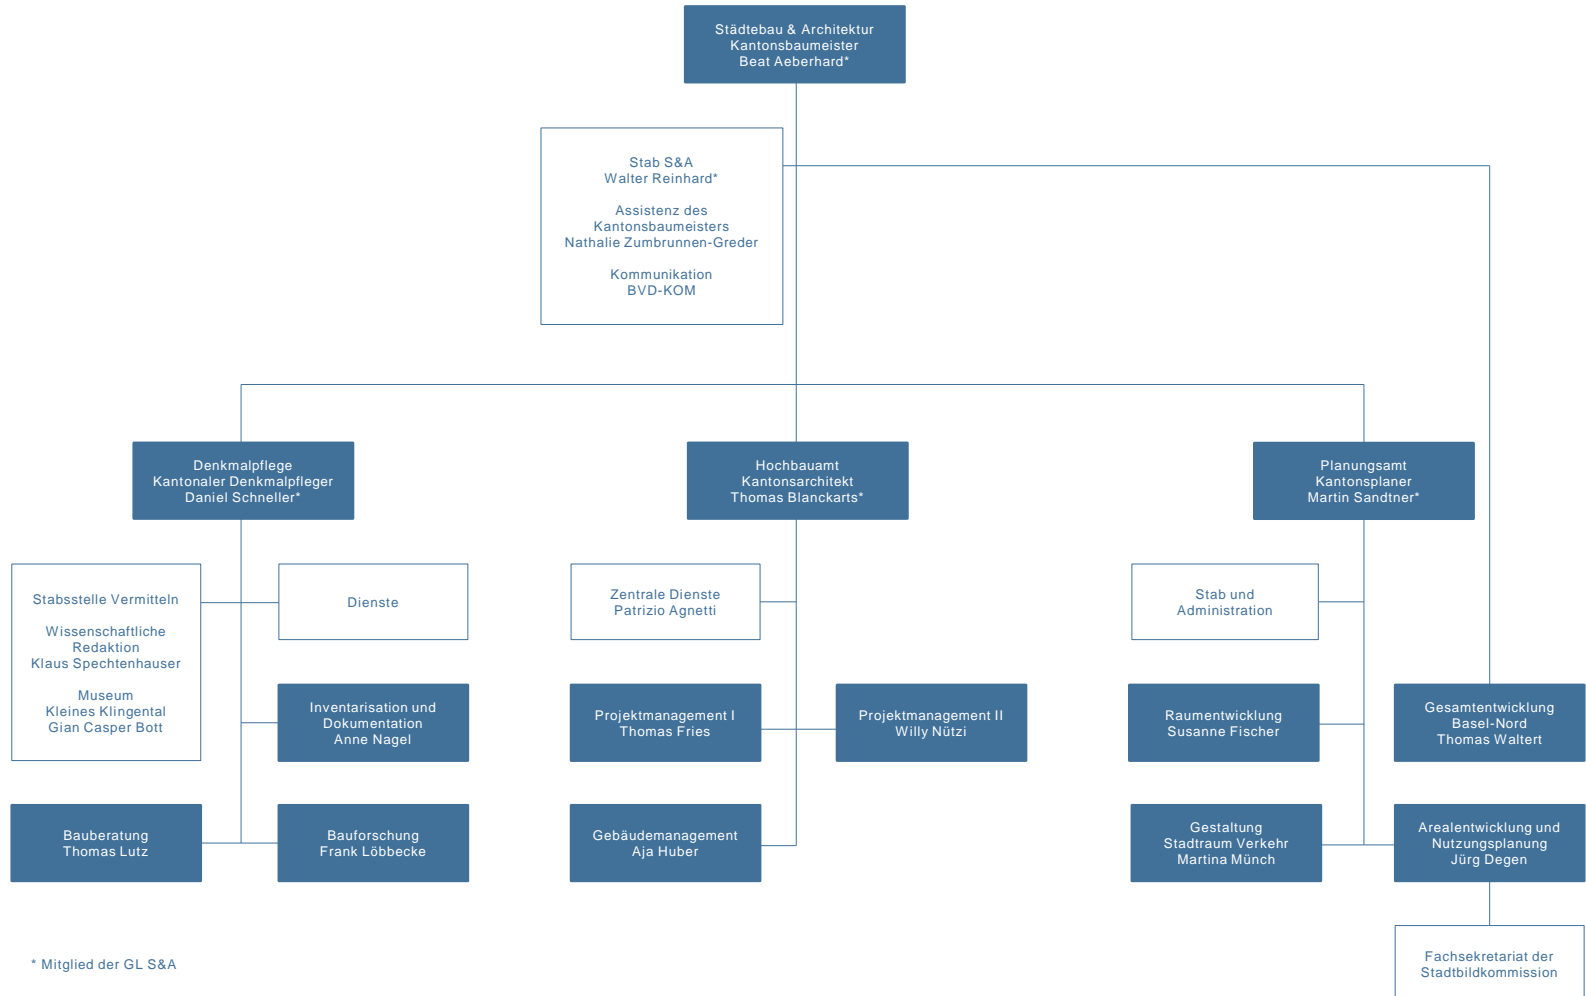 Städtebau & Architektur
Kantonsbaumeister
Beat Aeberhard*
Stab S&A
Walter Reinhard*
Assistenz des
Kantonsbaumeisters
Nathalie Zumbrunnen-Greder
Kommunikation
BVD-KOM
Denkmalpflege
Kantonaler Denkmalpfleger
Daniel Schneller*
Hochbauamt
Kantonsarchitekt
Thomas Blanckarts*
Planungsamt
Kantonsplaner
Martin Sandtner*
Stabsstelle Vermitteln
Wissenschaftliche
Redaktion
Klaus Spechtenhauser
Museum
Kleines Klingental
Gian Casper Bott
Dienste
Zentrale Dienste
Patrizio Agnetti
Stab und
Administration
Inventarisation und
Dokumentation
Anne Nagel
Projektmanagement I
Thomas Fries
Projektmanagement II
Willy Nützi
Raumentwicklung
Susanne Fischer
Gesamtentwicklung
Basel-Nord
Thomas Waltert
Bauberatung
Thomas Lutz
Bauforschung
Frank Löbbecke
Gebäudemanagement
Aja Huber
Gestaltung
Stadtraum Verkehr
Martina Münch
Arealentwicklung und
Nutzungsplanung
Jürg Degen
Fachsekretariat der
Stadtbildkommission
* Mitglied der GL S&A